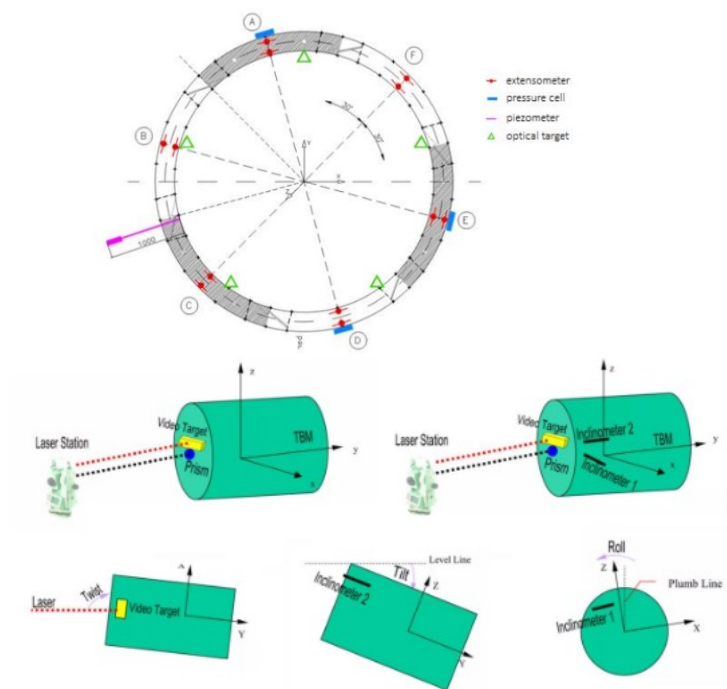 A
F
extensometer
pressure cell
piezometer
optical target
B
Y
X
Z
E
1000
C
D
Laser Station
Video Target
Prism
TBM
z
y
x
Laser Station
Video Target
Prism
Inclinometer 2
Inclinometer 1
TBM
z
y
x
Laser
Twist
Video Target
Y
Level Line
Tilt
Inclinometer 2
Z
Y
Roll
Z
Plumb Line
Inclinometer 1
X